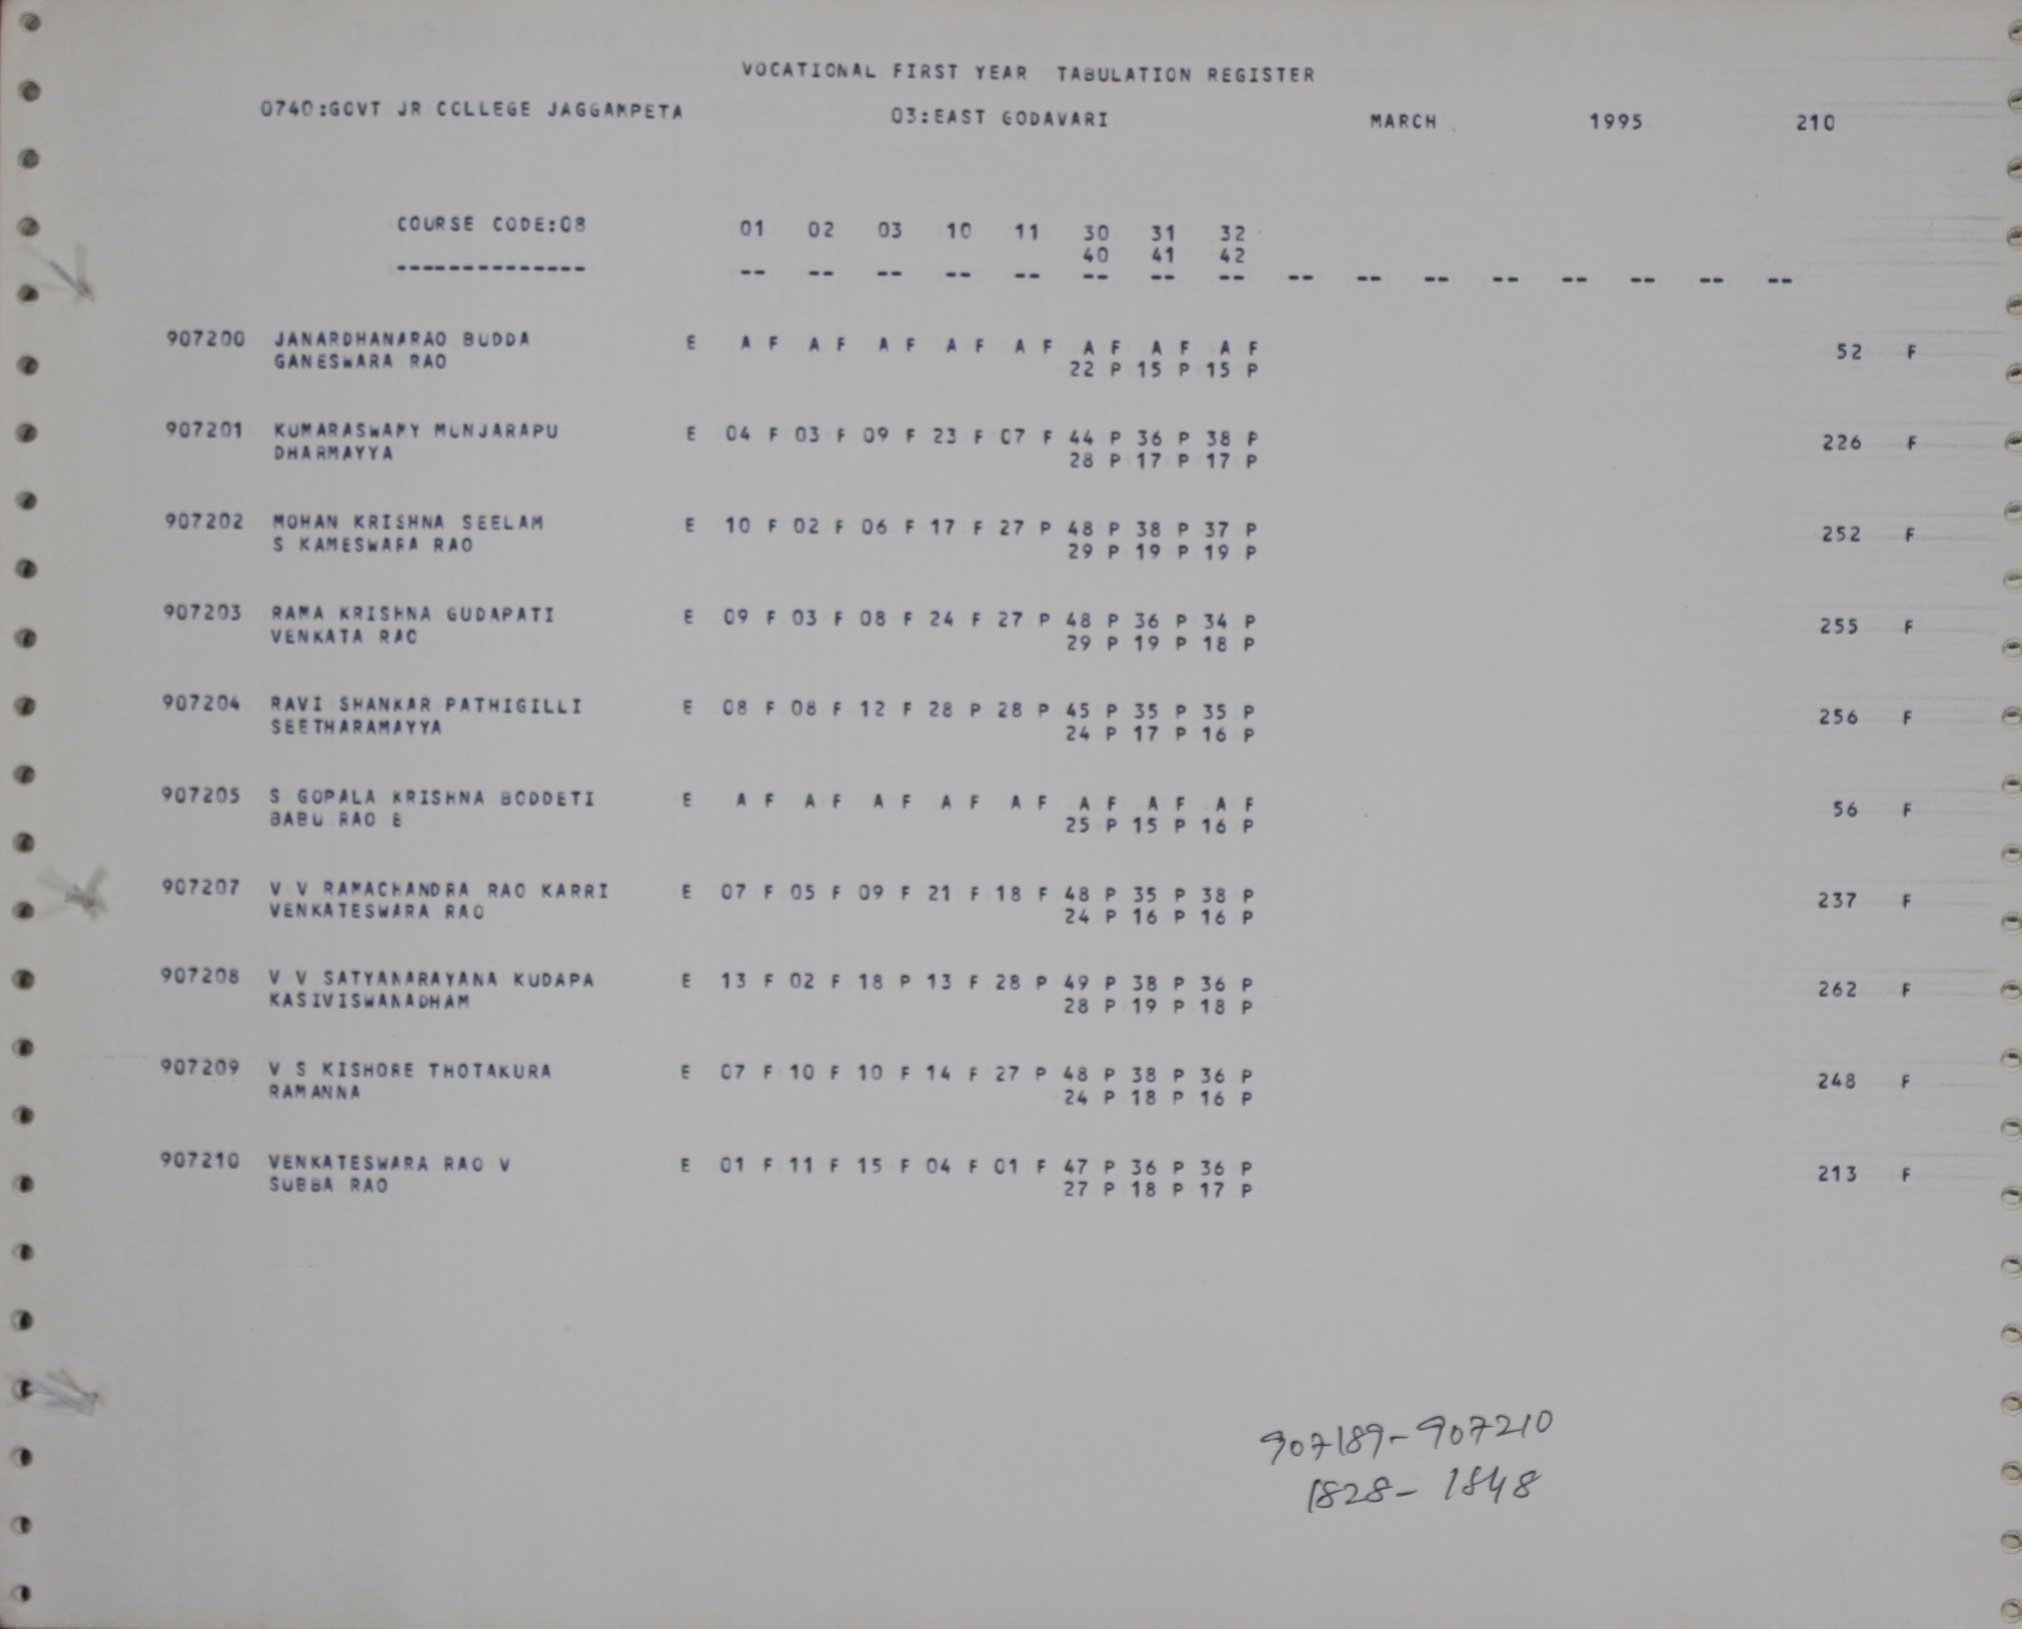 VOCATIONAL FIRST YEAR TABULATION REGISTER
0740:GOVT JR COLLEGE JAGGAMPETA 03:EAST GODAVARI MARCH 1995 210
COURSE CODE:08 01 02 03 10 11 30 31 32
40 41 42
-------------- -- -- -- -- -- -- -- -- -- -- -- -- -- -- -- --
907200 JANARDHANARAO BUDDA E A F A F A F A F A F A F A F A F 52 F
GANESWARA RAO 22 P 15 P 15 P
907201 KUMARASWAMY MUNJARAPU E 04 F 03 F 09 F 23 F 07 F 44 P 36 P 38 P 226 F
DHARMAYYA 28 P 17 P 17 P
907202 MOHAN KRISHNA SEELAM E 10 F 02 F 06 F 17 F 27 P 48 P 38 P 37 P 252 F
S KAMESWARA RAO 29 P 19 P 19 P
907203 RAMA KRISHNA GUDAPATI E 09 F 03 F 08 F 24 F 27 P 48 P 36 P 34 P 255 F
VENKATA RAO 29 P 19 P 18 P
907204 RAVI SHANKAR PATHIGILLI E 08 F 08 F 12 F 28 P 28 P 45 P 35 P 35 P 256 F
SEETHARAMAYYA 24 P 17 P 16 P
907205 S GOPALA KRISHNA BODDETI E A F A F A F A F A F A F A F A F 56 F
BABU RAO B 25 P 15 P 16 P
907207 V V RAMACHANDRA RAO KARRI E 07 F 05 F 09 F 21 F 18 F 48 P 35 P 38 P 237 F
VENKATESWARA RAO 24 P 16 P 16 P
907208 V V SATYANARAYANA KUDAPA E 13 F 02 F 18 P 13 F 28 P 49 P 38 P 36 P 262 F
KASIVISWANADHAM 28 P 19 P 18 P
907209 V S KISHORE THOTAKURA E 07 F 10 F 10 F 14 F 27 P 48 P 38 P 36 P 248 F
RAMANNA 24 P 18 P 16 P
907210 VENKATESWARA RAO V E 01 F 11 F 15 F 04 F 01 F 47 P 36 P 36 P 213 F
SUBBA RAO 27 P 18 P 17 P
907189-907210
1828-1848